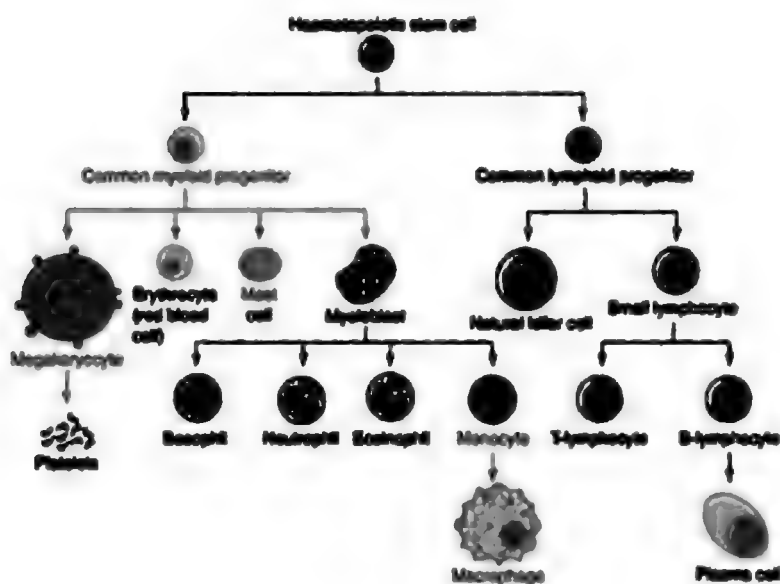 Haematopoietic stem cell
Common myeloid progenitor
Common lymphoid progenitor
Erythrocyte
(red blood
cell)
Mast
cell
Myeloblast
Natural killer cell
Small lymphocyte
Megakaryocyte
Basophil
Neutrophil
Eosinophil
Monocyte
T-lymphocyte
B-lymphocyte
Platelets
Macrophage
Plasma cell